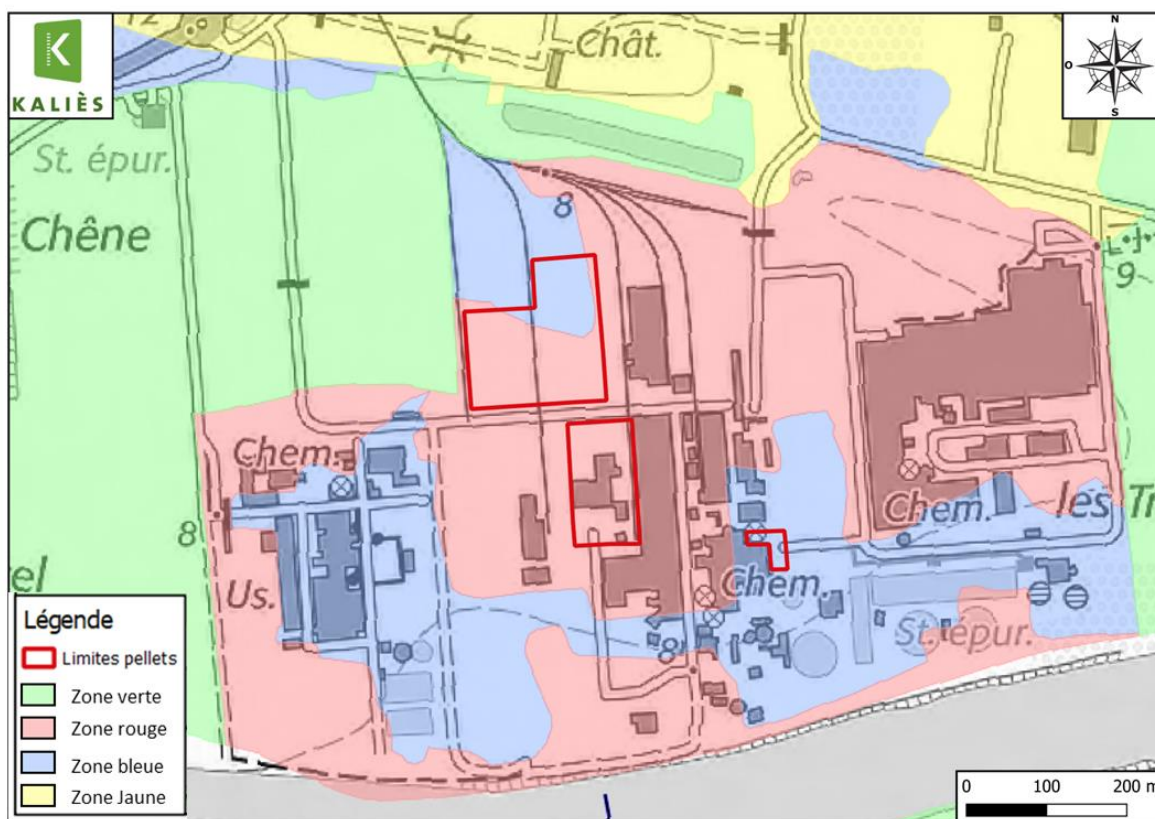 12
Chât.
N
O
E
S
KALIÈS
St. épur.
Chêne
8
9
Chem.
8
Chem.
les Tr
el
Us.
Chem.
8
St. épur.
Légende
Limites pellets
Zone verte
Zone rouge
Zone bleue
Zone Jaune
0 100 200 m